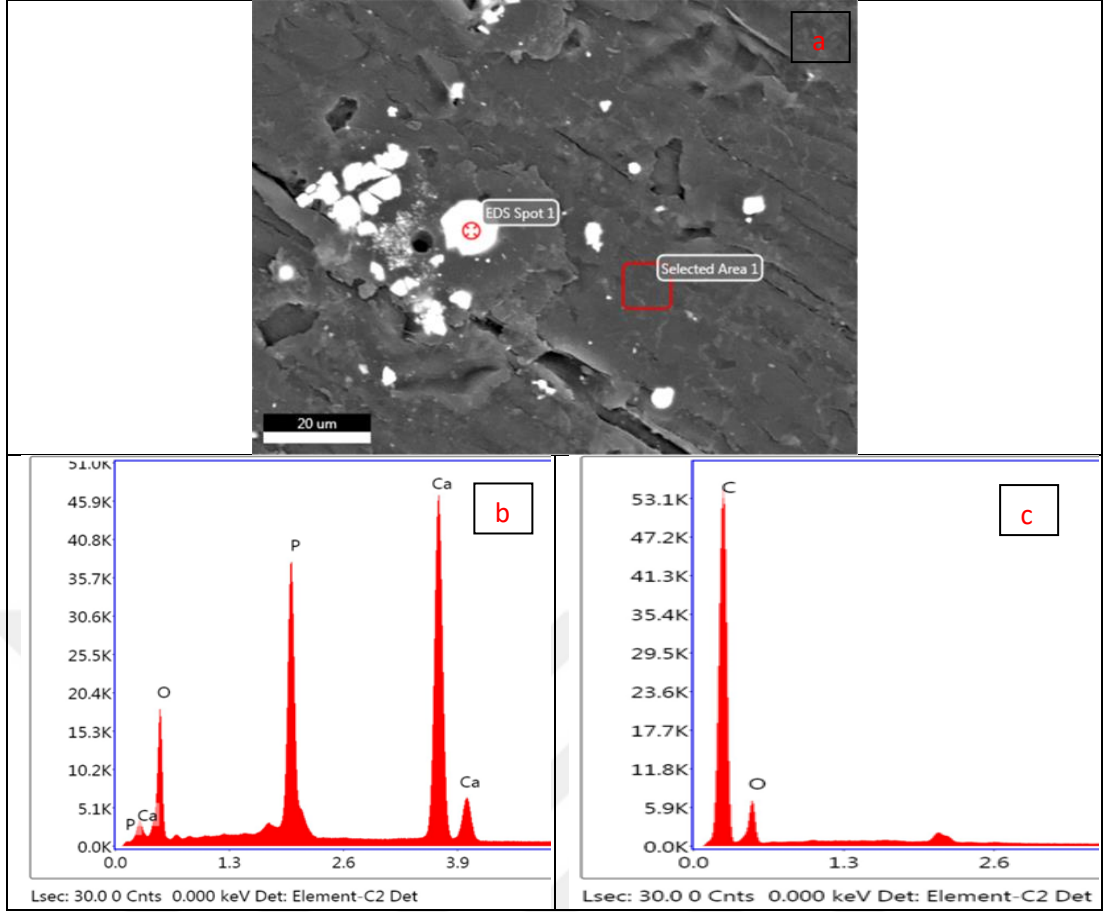 a
EDS Spot 1
Selected Area 1
20 um
b
51.0K
45.9K
40.8K
35.7K
30.6K
25.5K
20.4K
15.3K
10.2K
5.1K
0.0K
P
Ca
O
P
Ca
Ca
0.0 1.3 2.6 3.9
Lsec: 30.0 0 Cnts 0.000 keV Det: Element-C2 Det
c
53.1K
47.2K
41.3K
35.4K
29.5K
23.6K
17.7K
11.8K
5.9K
0.0K
C
O
0.0 1.3 2.6
Lsec: 30.0 0 Cnts 0.000 keV Det: Element-C2 Det